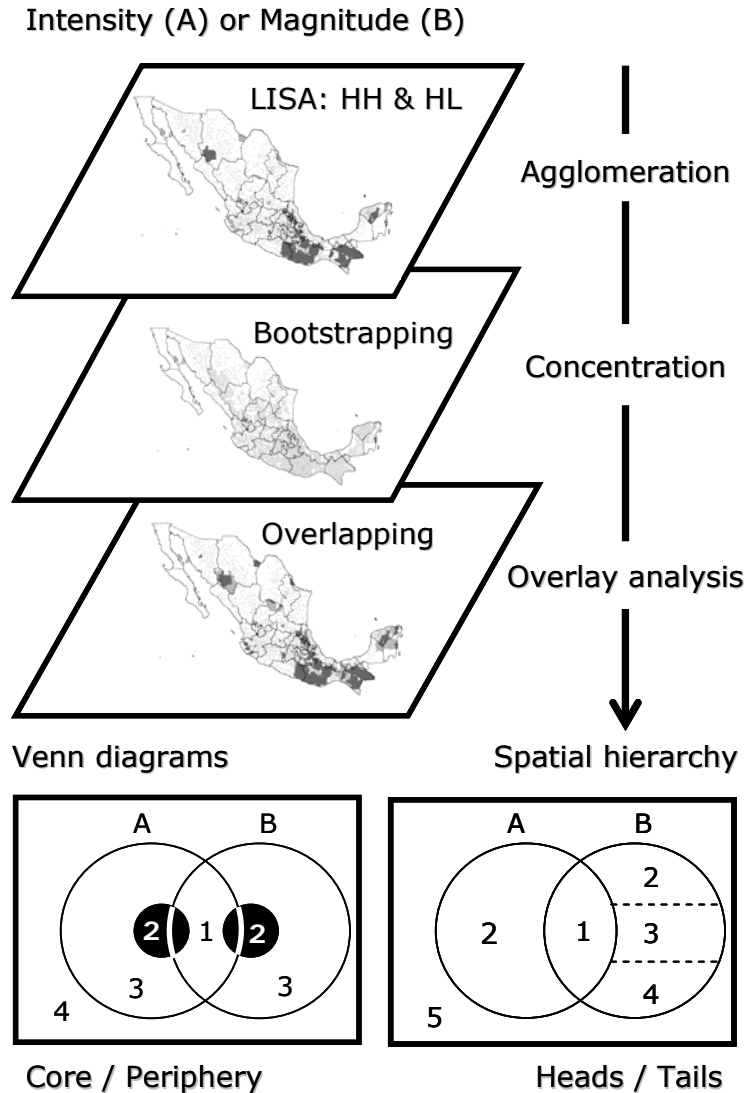 Intensity (A) or Magnitude (B)
LISA: HH & HL
Agglomeration
Bootstrapping
Concentration
Overlapping
Overlay analysis
Venn diagrams
Spatial hierarchy
A B
2 1 2
3 3
4
A B
2
2 1 3
4
5
Core / Periphery
Heads / Tails